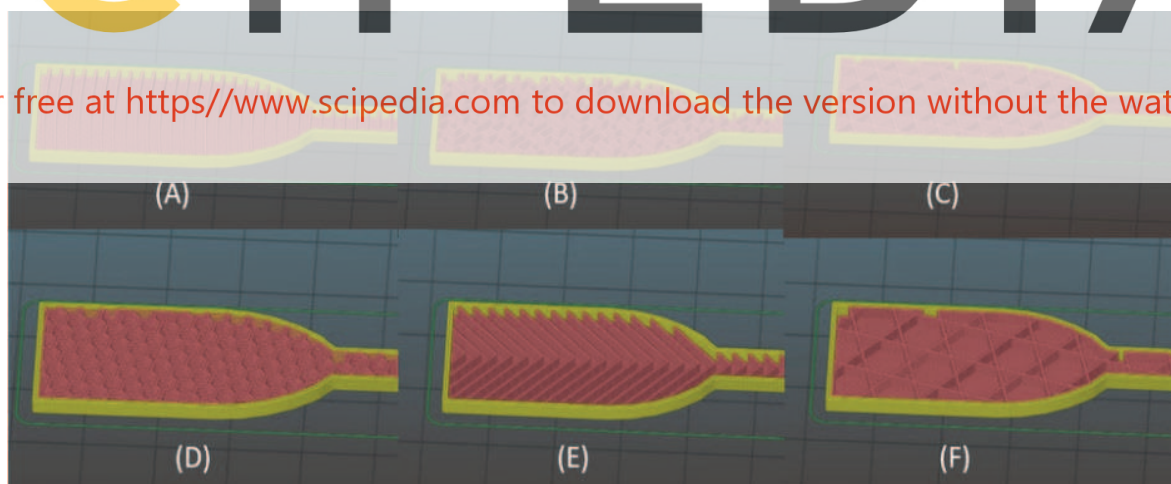 free at https//www.scipedia.com to download the version without the wat
(A) (B) (C)
(D) (E) (F)